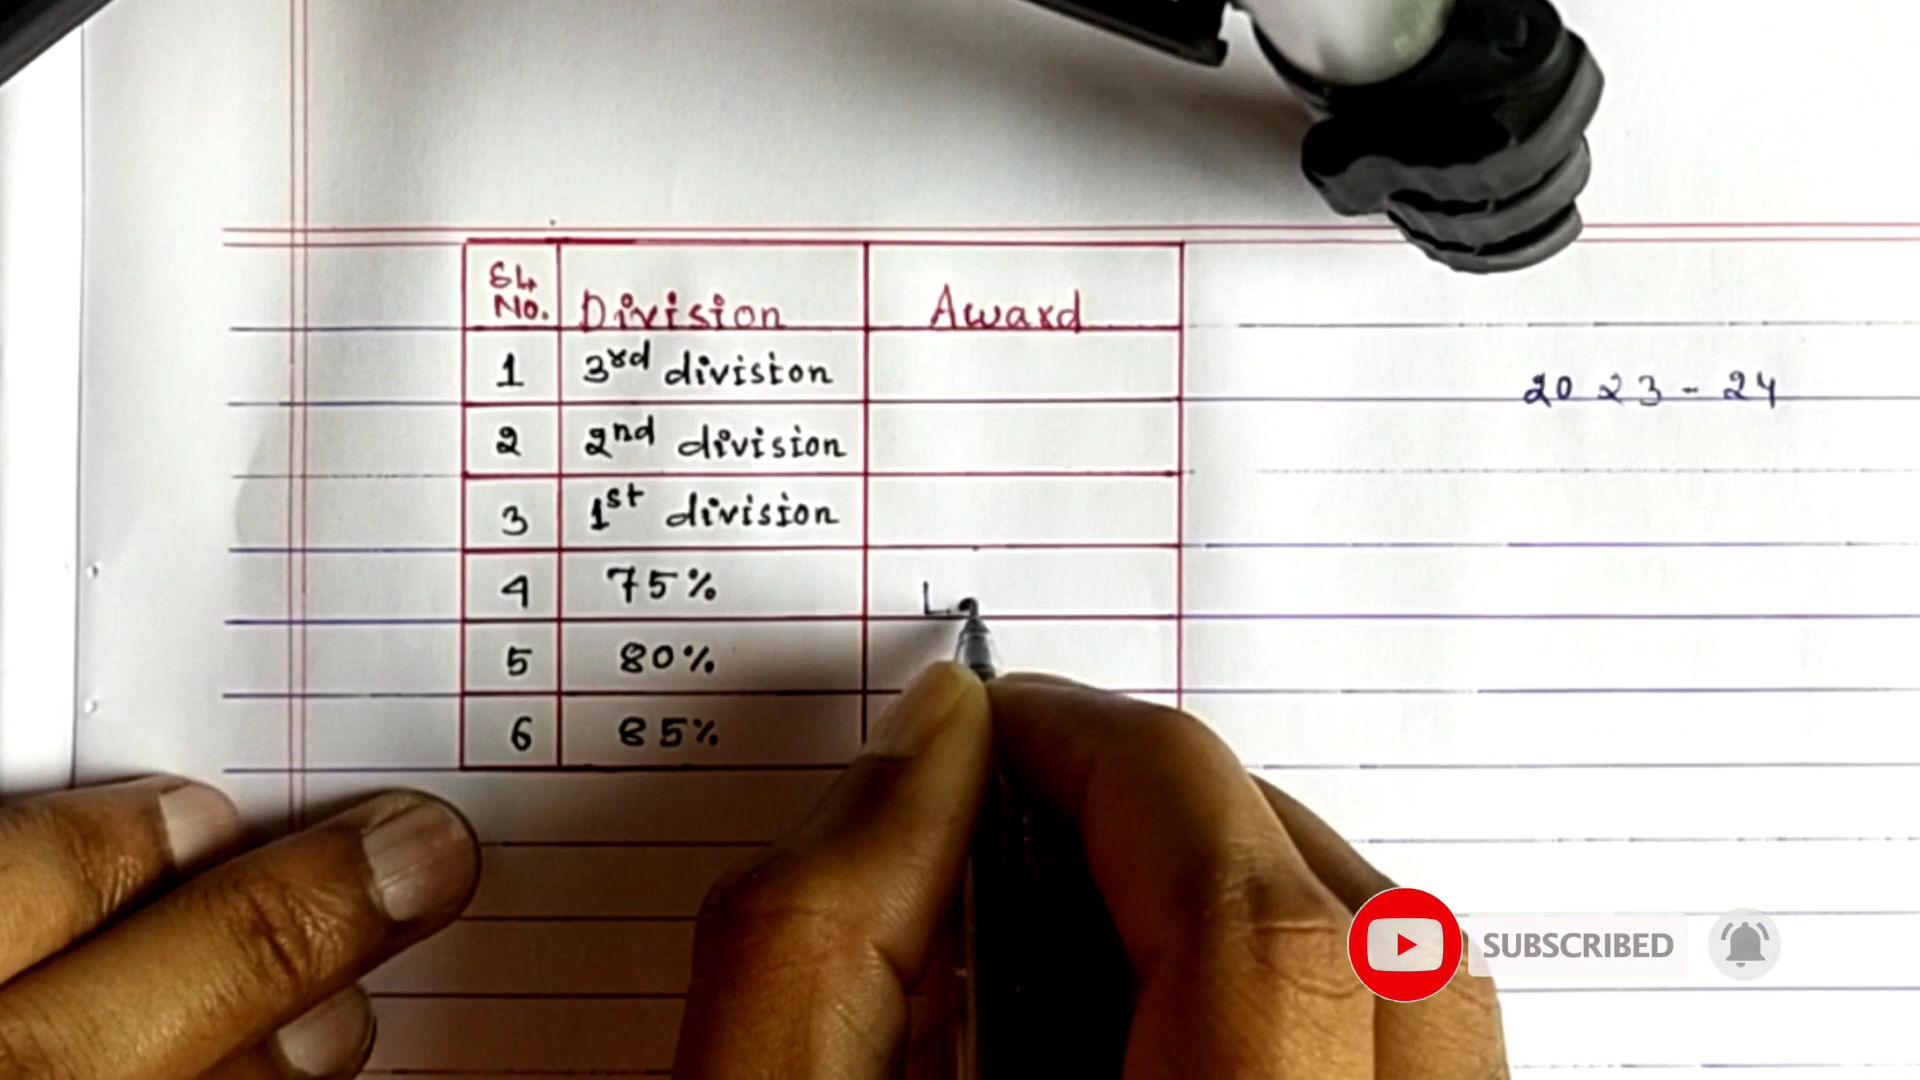 SL.
No. Division Award
1 3rd division
2 2nd division
3 1st division
4 75%
5 80%
6 85%
2023-24
SUBSCRIBED